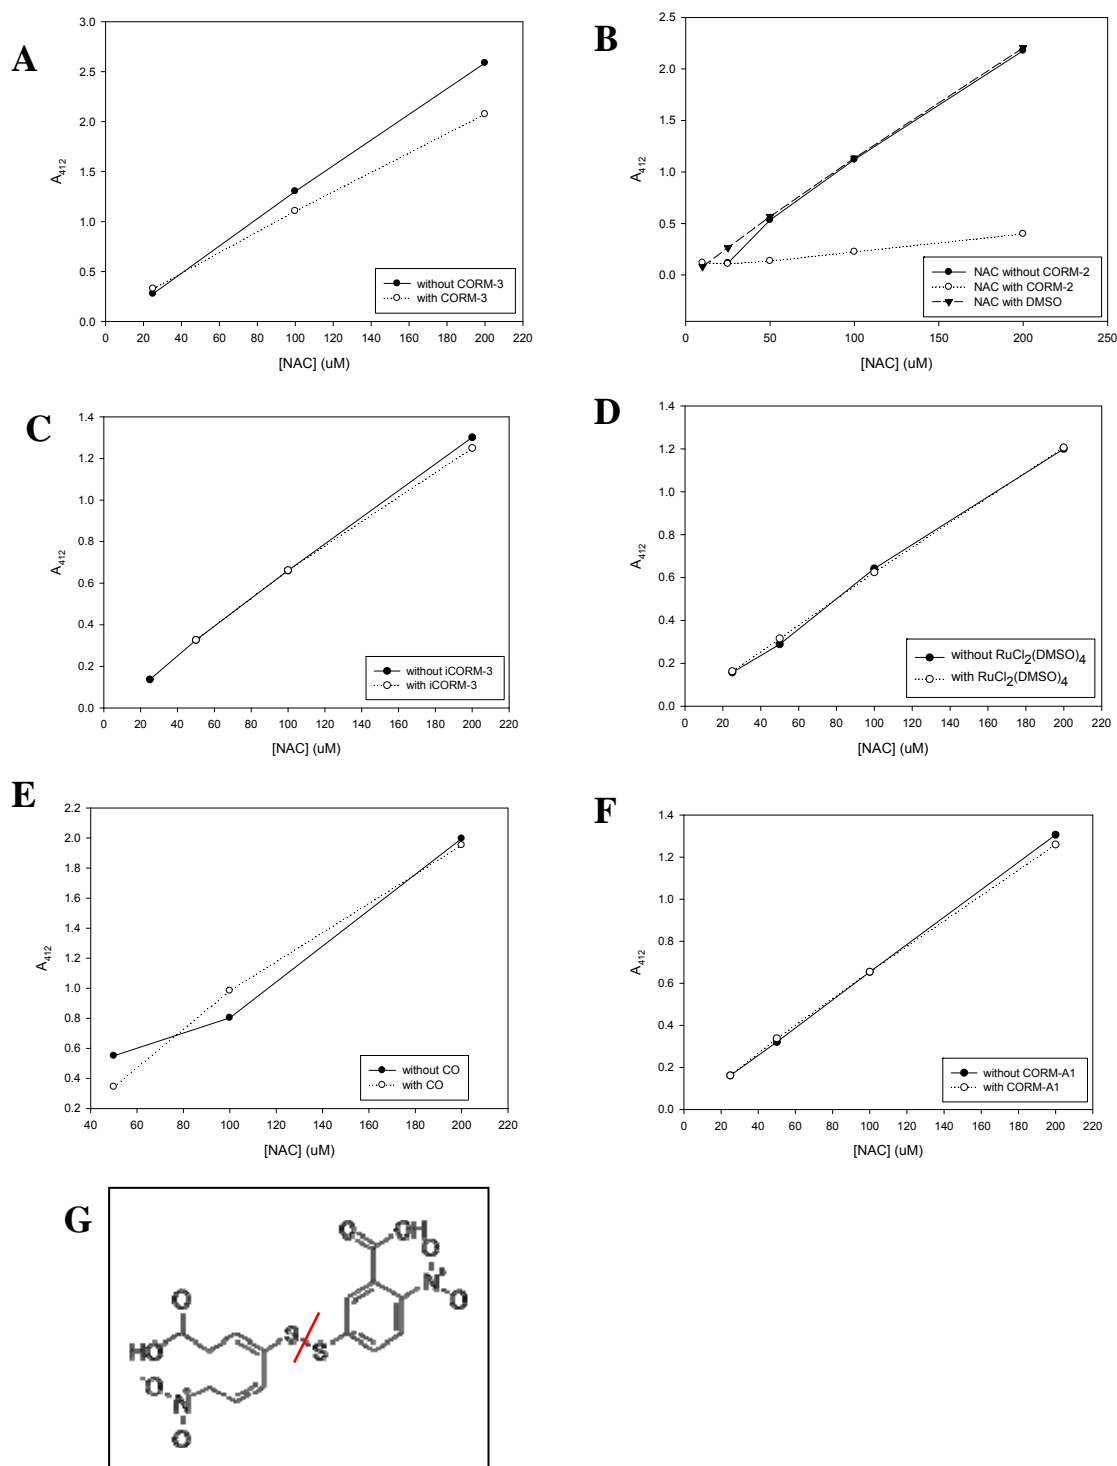 A
3.0
2.5
2.0
1.5
1.0
0.5
0.0
A412
0 20 40 60 80 100 120 140 160 180 200 220
[NAC] (uM)
without CORM-3
with CORM-3
B
2.5
2.0
1.5
1.0
0.5
0.0
A412
0 50 100 150 200 250
[NAC] (uM)
NAC without CORM-2
NAC with CORM-2
NAC with DMSO
C
1.4
1.2
1.0
0.8
0.6
0.4
0.2
0.0
A412
0 20 40 60 80 100 120 140 160 180 200 220
[NAC] (uM)
without iCORM-3
with iCORM-3
D
1.4
1.2
1.0
0.8
0.6
0.4
0.2
0.0
A412
0 20 40 60 80 100 120 140 160 180 200 220
[NAC] (uM)
without RuCl2(DMSO)4
with RuCl2(DMSO)4
E
2.2
2.0
1.8
1.6
1.4
1.2
1.0
0.8
0.6
0.4
0.2
A412
40 60 80 100 120 140 160 180 200 220
[NAC] (uM)
without CO
with CO
F
1.4
1.2
1.0
0.8
0.6
0.4
0.2
0.0
A412
0 20 40 60 80 100 120 140 160 180 200 220
[NAC] (uM)
without CORM-A1
with CORM-A1
G
O OH
O
N+
O
O
S
S
HO
-O
N+
O